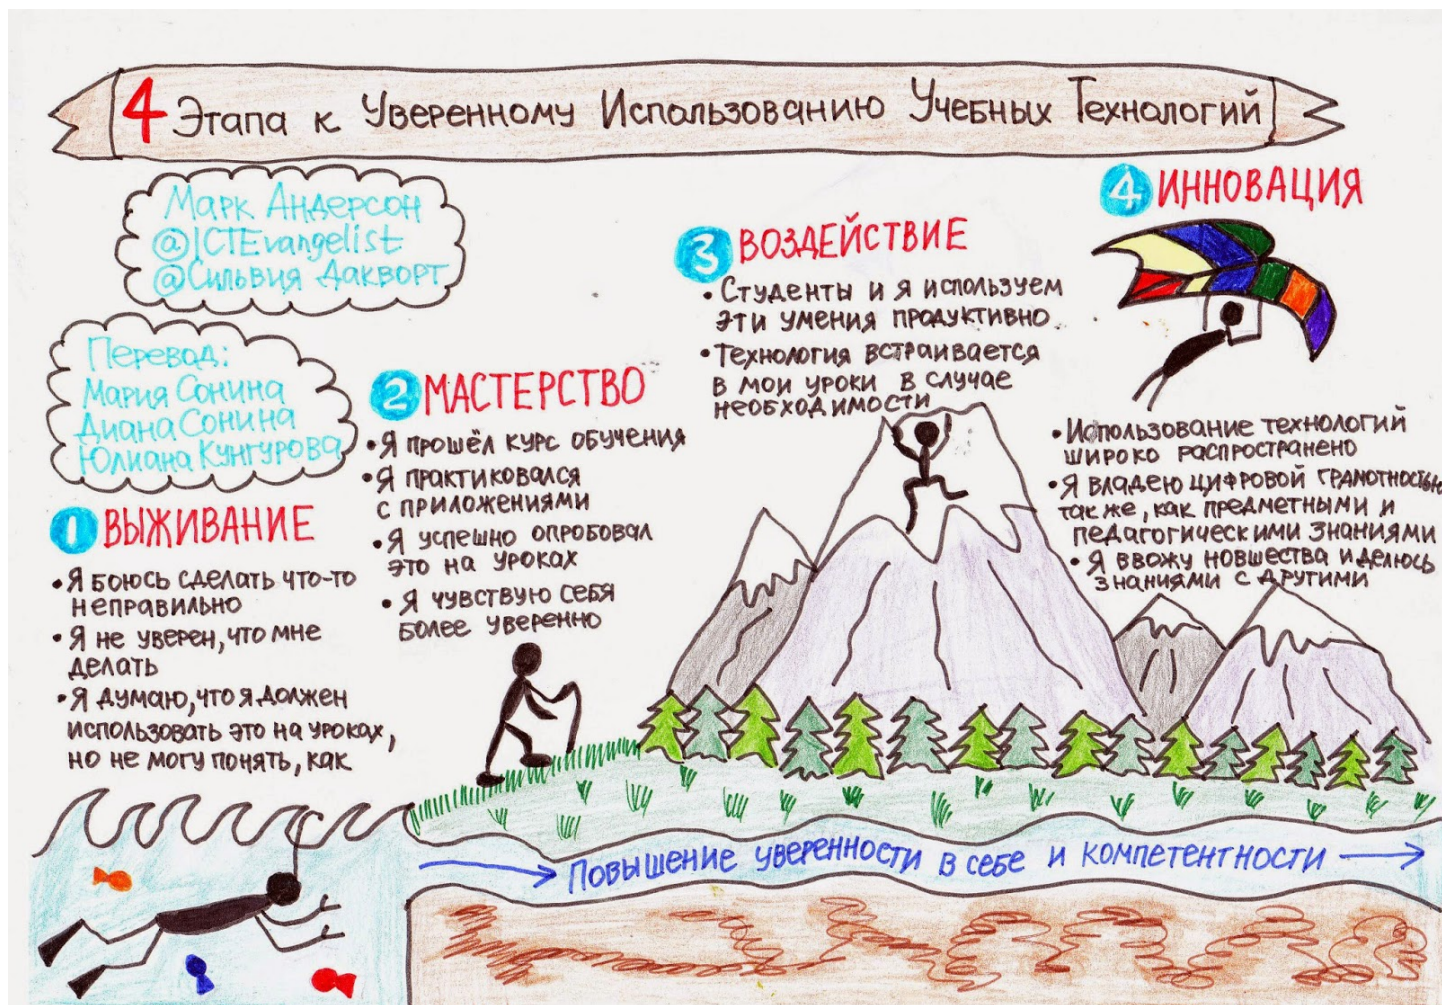 4 Этапа к Уверенному Использованию Учебных Технологий
Марк Андерсон
@ICTEvangelist
@Сильвия Дакворт
Перевод:
Мария Сонина
Диана Сонина
Юлиана Кунгурова
1 ВЫЖИВАНИЕ
• Я боюсь сделать что-то
неправильно
• Я не уверен, что мне
делать
• Я думаю, что я должен
использовать это на уроках,
но не могу понять, как
2 МАСТЕРСТВО
• Я прошёл курс обучения
• Я практиковался
с приложениями
• Я успешно опробовал
это на уроках
• Я чувствую себя
более уверенно
3 ВОЗДЕЙСТВИЕ
• Студенты и я используем
эти умения продуктивно
• Технология встраивается
в мои уроки в случае
необходимости
4 ИННОВАЦИЯ
• Использование технологий
широко распространено
• Я владею цифровой грамотностью
также, как предметными и
педагогическими знаниями
• Я ввожу новшества и делюсь
знаниями с другими
Повышение уверенности в себе и компетентности